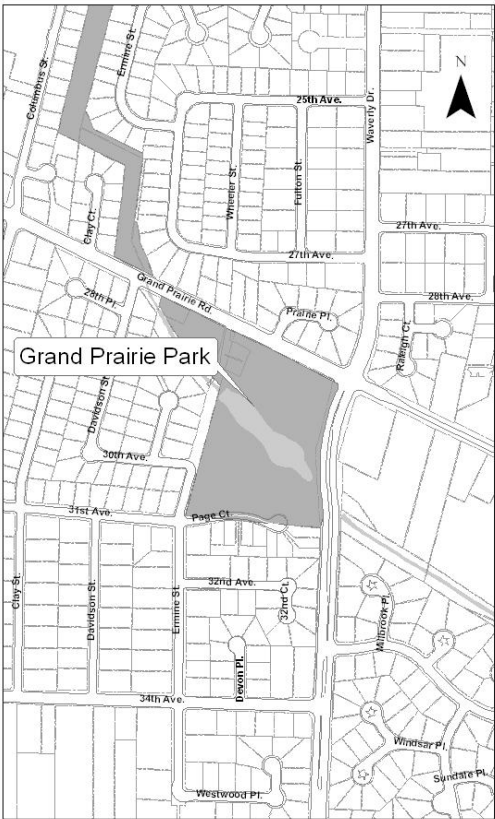 Ermine St.
Columbus St.
25th Ave.
Waverly Dr.
N
Wheeler St.
Fulton St.
Clay Ct.
27th Ave.
27th Ave.
Grand Prairie Rd.
28th Pl.
28th Ave.
Prairie Pl.
Raleigh Ct.
Grand Prairie Park
Davidson St.
30th Ave.
31st Ave.
Page Ct.
Clay St.
Davidson St.
Ermine St.
32nd Ave.
32nd Ct.
Millbrook Pl.
Devon Pl.
34th Ave.
Windsar Pl.
Sundale Pl.
Westwood Pl.